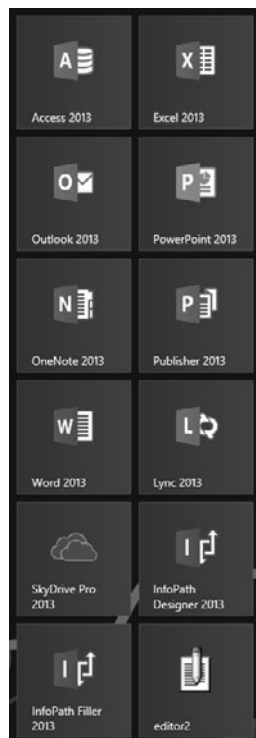 A
X
Access 2013
Excel 2013
O
P
Outlook 2013
PowerPoint 2013
N
P
OneNote 2013
Publisher 2013
W
L
Word 2013
Lync 2013
I
SkyDrive Pro
2013
InfoPath
Designer 2013
I
InfoPath Filler
2013
editor2